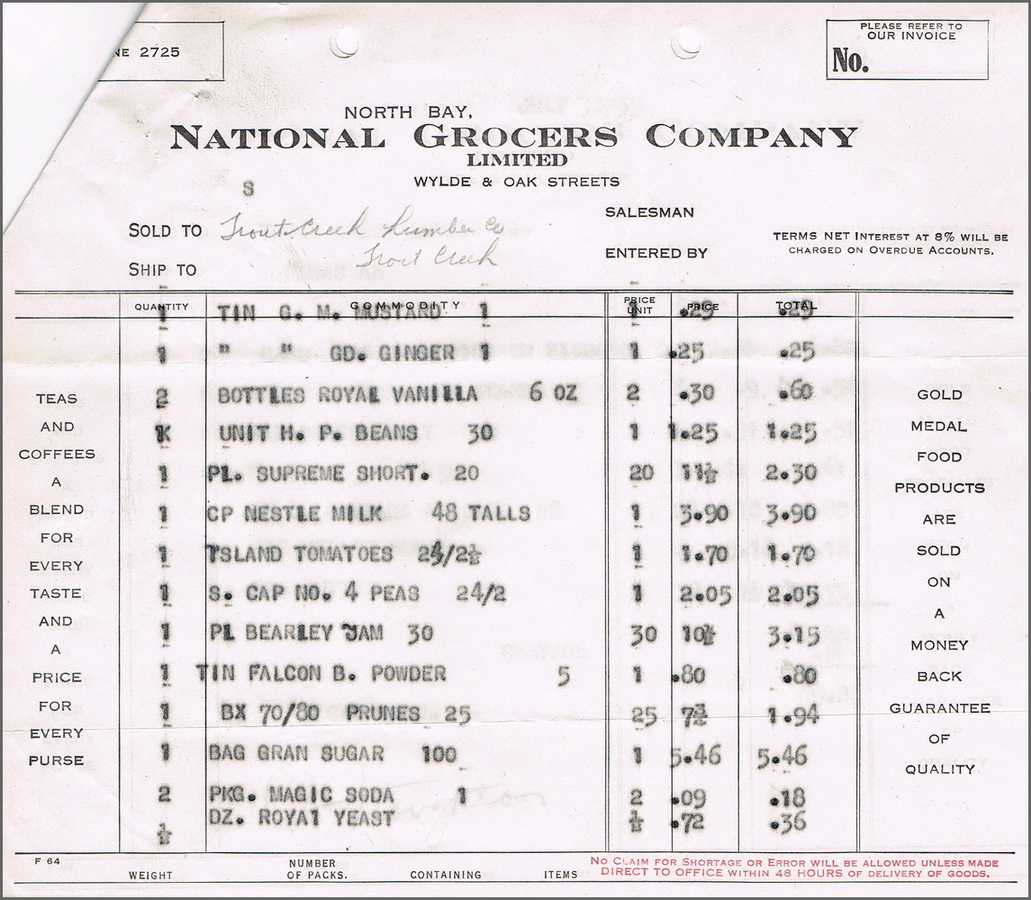 NE 2725
PLEASE REFER TO
OUR INVOICE
No.
NORTH BAY,
NATIONAL GROCERS COMPANY
LIMITED
WYLDE & OAK STREETS
S
SOLD TO Trout Creek Lumber Co
SHIP TO Trout Creek
SALESMAN
ENTERED BY
TERMS NET INTEREST AT 8% WILL BE
CHARGED ON OVERDUE ACCOUNTS.
QUANTITY COMMODITY PRICE UNIT PRICE TOTAL
1 TIN G. M. MUSTARD 1 1 .29 .29
1 " " GD. GINGER 1 1 .25 .25
2 BOTTLES ROYAL VANILLA 6 OZ 2 .30 .60
K UNIT H. P. BEANS 30 1 1.25 1.25
1 PL. SUPREME SHORT. 20 20 11½ 2.30
1 CP NESTLE MILK 48 TALLS 1 3.90 3.90
1 ISLAND TOMATOES 24/2½ 1 1.70 1.70
1 S. CAP NO. 4 PEAS 24/2 1 2.05 2.05
1 PL BEARLEY JAM 30 30 10½ 3.15
1 TIN FALCON B. POWDER 5 1 .80 .80
1 BX 70/80 PRUNES 25 25 7¾ 1.94
1 BAG GRAN SUGAR 100 1 5.46 5.46
2 PKG. MAGIC SODA 1 2 .09 .18
½ DZ. ROYAl YEAST ½ .72 .36
TEAS
AND
COFFEES
A
BLEND
FOR
EVERY
TASTE
AND
A
PRICE
FOR
EVERY
PURSE
GOLD
MEDAL
FOOD
PRODUCTS
ARE
SOLD
ON
A
MONEY
BACK
GUARANTEE
OF
QUALITY
F 64
WEIGHT
NUMBER
OF PACKS.
CONTAINING
ITEMS
NO CLAIM FOR SHORTAGE OR ERROR WILL BE ALLOWED UNLESS MADE
DIRECT TO OFFICE WITHIN 48 HOURS OF DELIVERY OF GOODS.